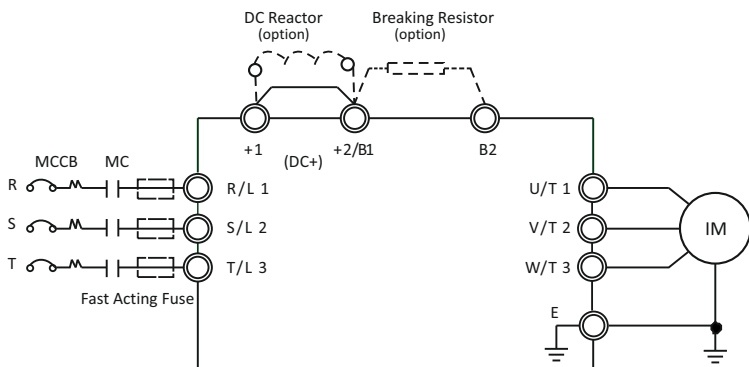 DC Reactor
(option)
Breaking Resistor
(option)
+1
(DC+)
+2/B1
B2
MCCB
MC
R
R/L 1
S
S/L 2
T
T/L 3
Fast Acting Fuse
U/T 1
V/T 2
W/T 3
IM
E